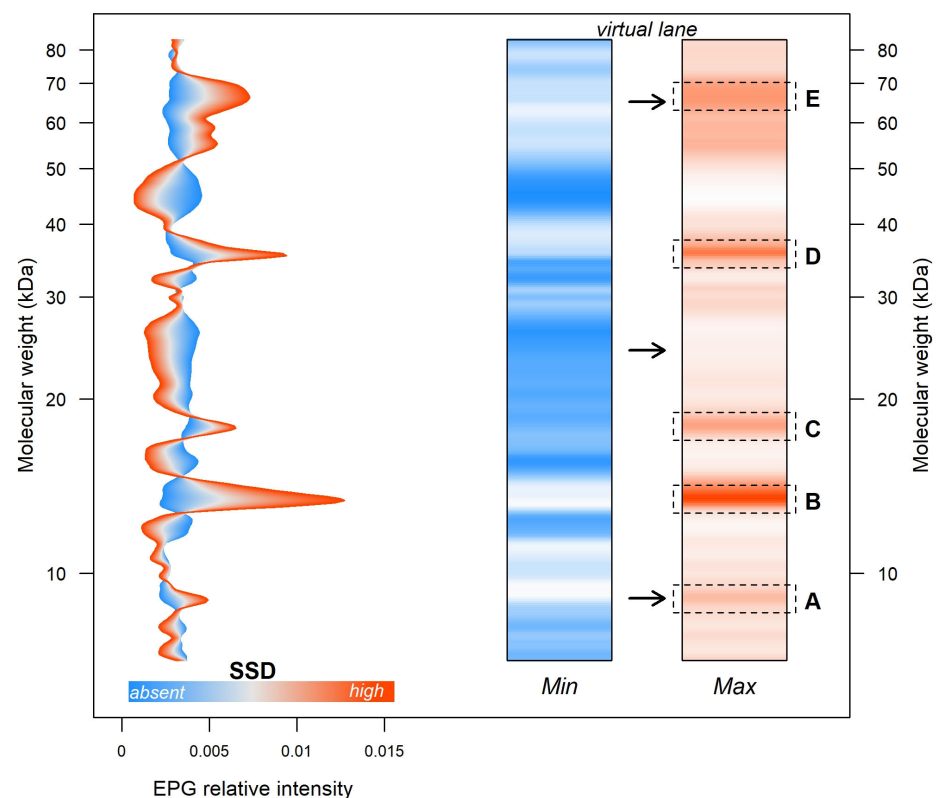 virtual lane
80
70
60
50
40
30
20
10
Molecular weight (kDa)
E
D
C
B
A
80
70
60
50
40
30
20
10
Molecular weight (kDa)
SSD
absent
high
Min
Max
0
0.005
0.01
0.015
EPG relative intensity